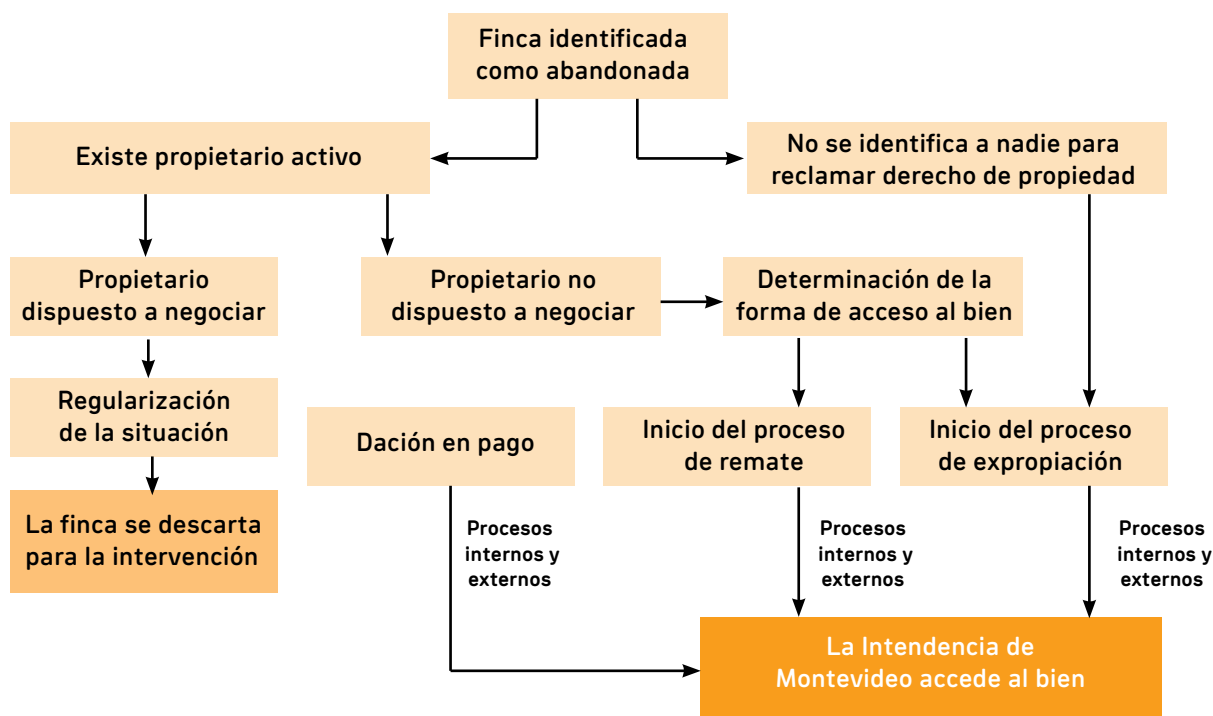 Finca identificada
como abandonada
Existe propietario activo
No se identifica a nadie para
reclamar derecho de propiedad
Propietario
dispuesto a negociar
Propietario no
dispuesto a negociar
Determinación de la
forma de acceso al bien
Regularización
de la situación
Dación en pago
Inicio del proceso
de remate
Inicio del proceso
de expropiación
La finca se descarta
para la intervención
Procesos
internos y
externos
Procesos
internos y
externos
Procesos
internos y
externos
La Intendencia de
Montevideo accede al bien